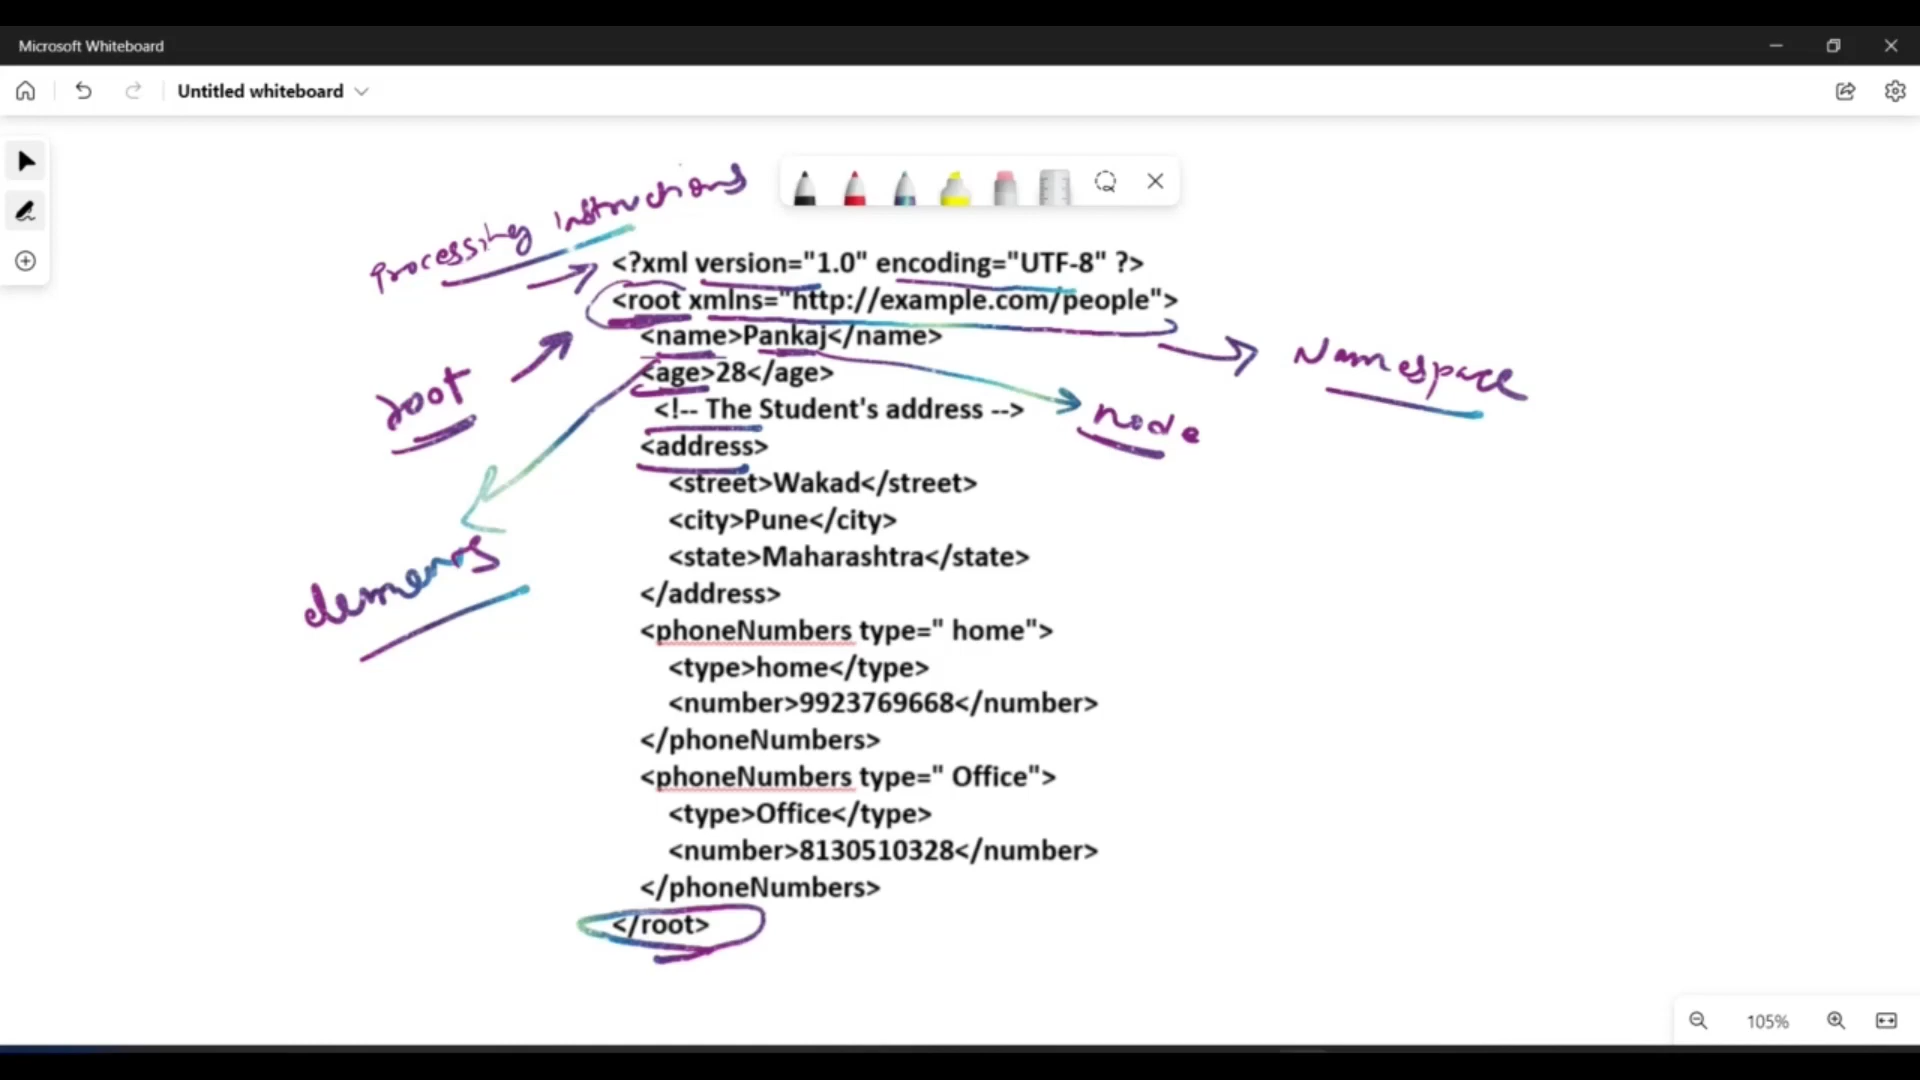 Microsoft Whiteboard
Untitled whiteboard
Processing Instructions
<?xml version="1.0" encoding="UTF-8" ?>
<root xmlns="http://example.com/people">
<name>Pankaj</name>
Namespace
<age>28</age>
root
<!-- The Student's address -->
Node
<address>
<street>Wakad</street>
<city>Pune</city>
<state>Maharashtra</state>
elements
</address>
<phoneNumbers type=" home">
<type>home</type>
<number>9923769668</number>
</phoneNumbers>
<phoneNumbers type=" Office">
<type>Office</type>
<number>8130510328</number>
</phoneNumbers>
</root>
105%